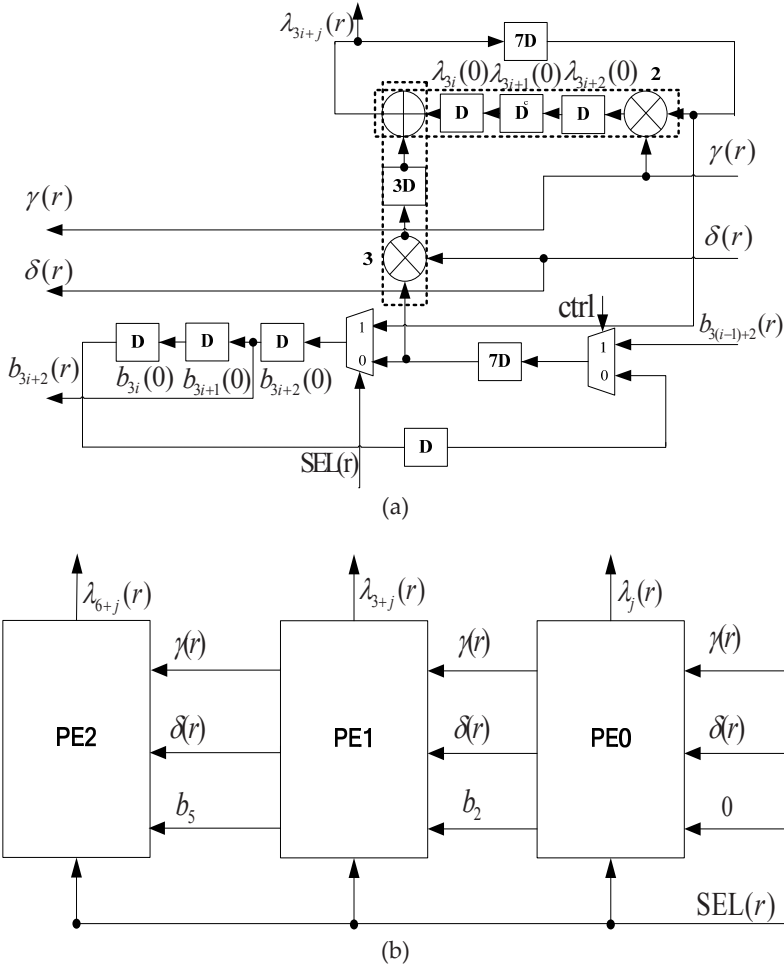 λ3i+j(r)
7D
λ3i(0) λ3i+1(0) λ3i+2(0) 2
D Dc D
γ(r)
3D
γ(r)
δ(r)
3
δ(r)
ctrl
b3(i−1)+2(r)
1
1
D D D
0
7D
0
b3i+2(r)
b3i(0) b3i+1(0) b3i+2(0)
D
SEL(r)
(a)
λ6+j(r) λ3+j(r) λj(r)
γ(r) γ(r) γ(r)
PE2 PE1 PE0
δ(r) δ(r) δ(r)
b5 b2 0
SEL(r)
(b)